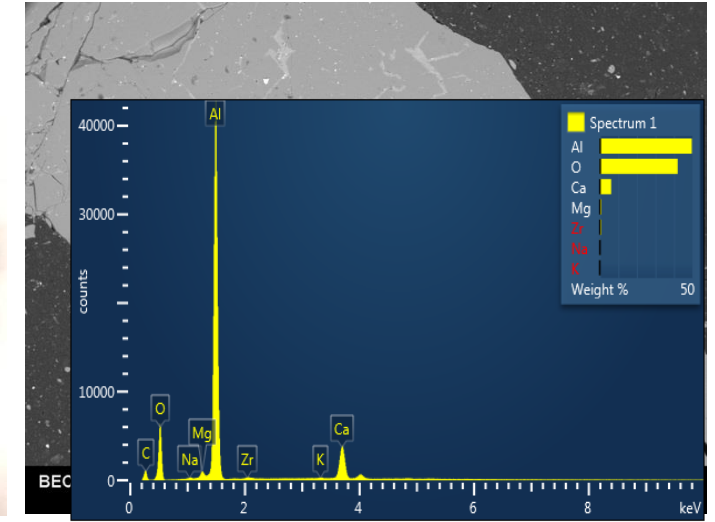 Al
40000
30000
counts
10000
0
O
C
Na
Mg
Zr
K
Ca
0
2
4
6
8
keV
Spectrum 1
Al
O
Ca
Mg
Zr
Na
K
Weight % 50
BEC